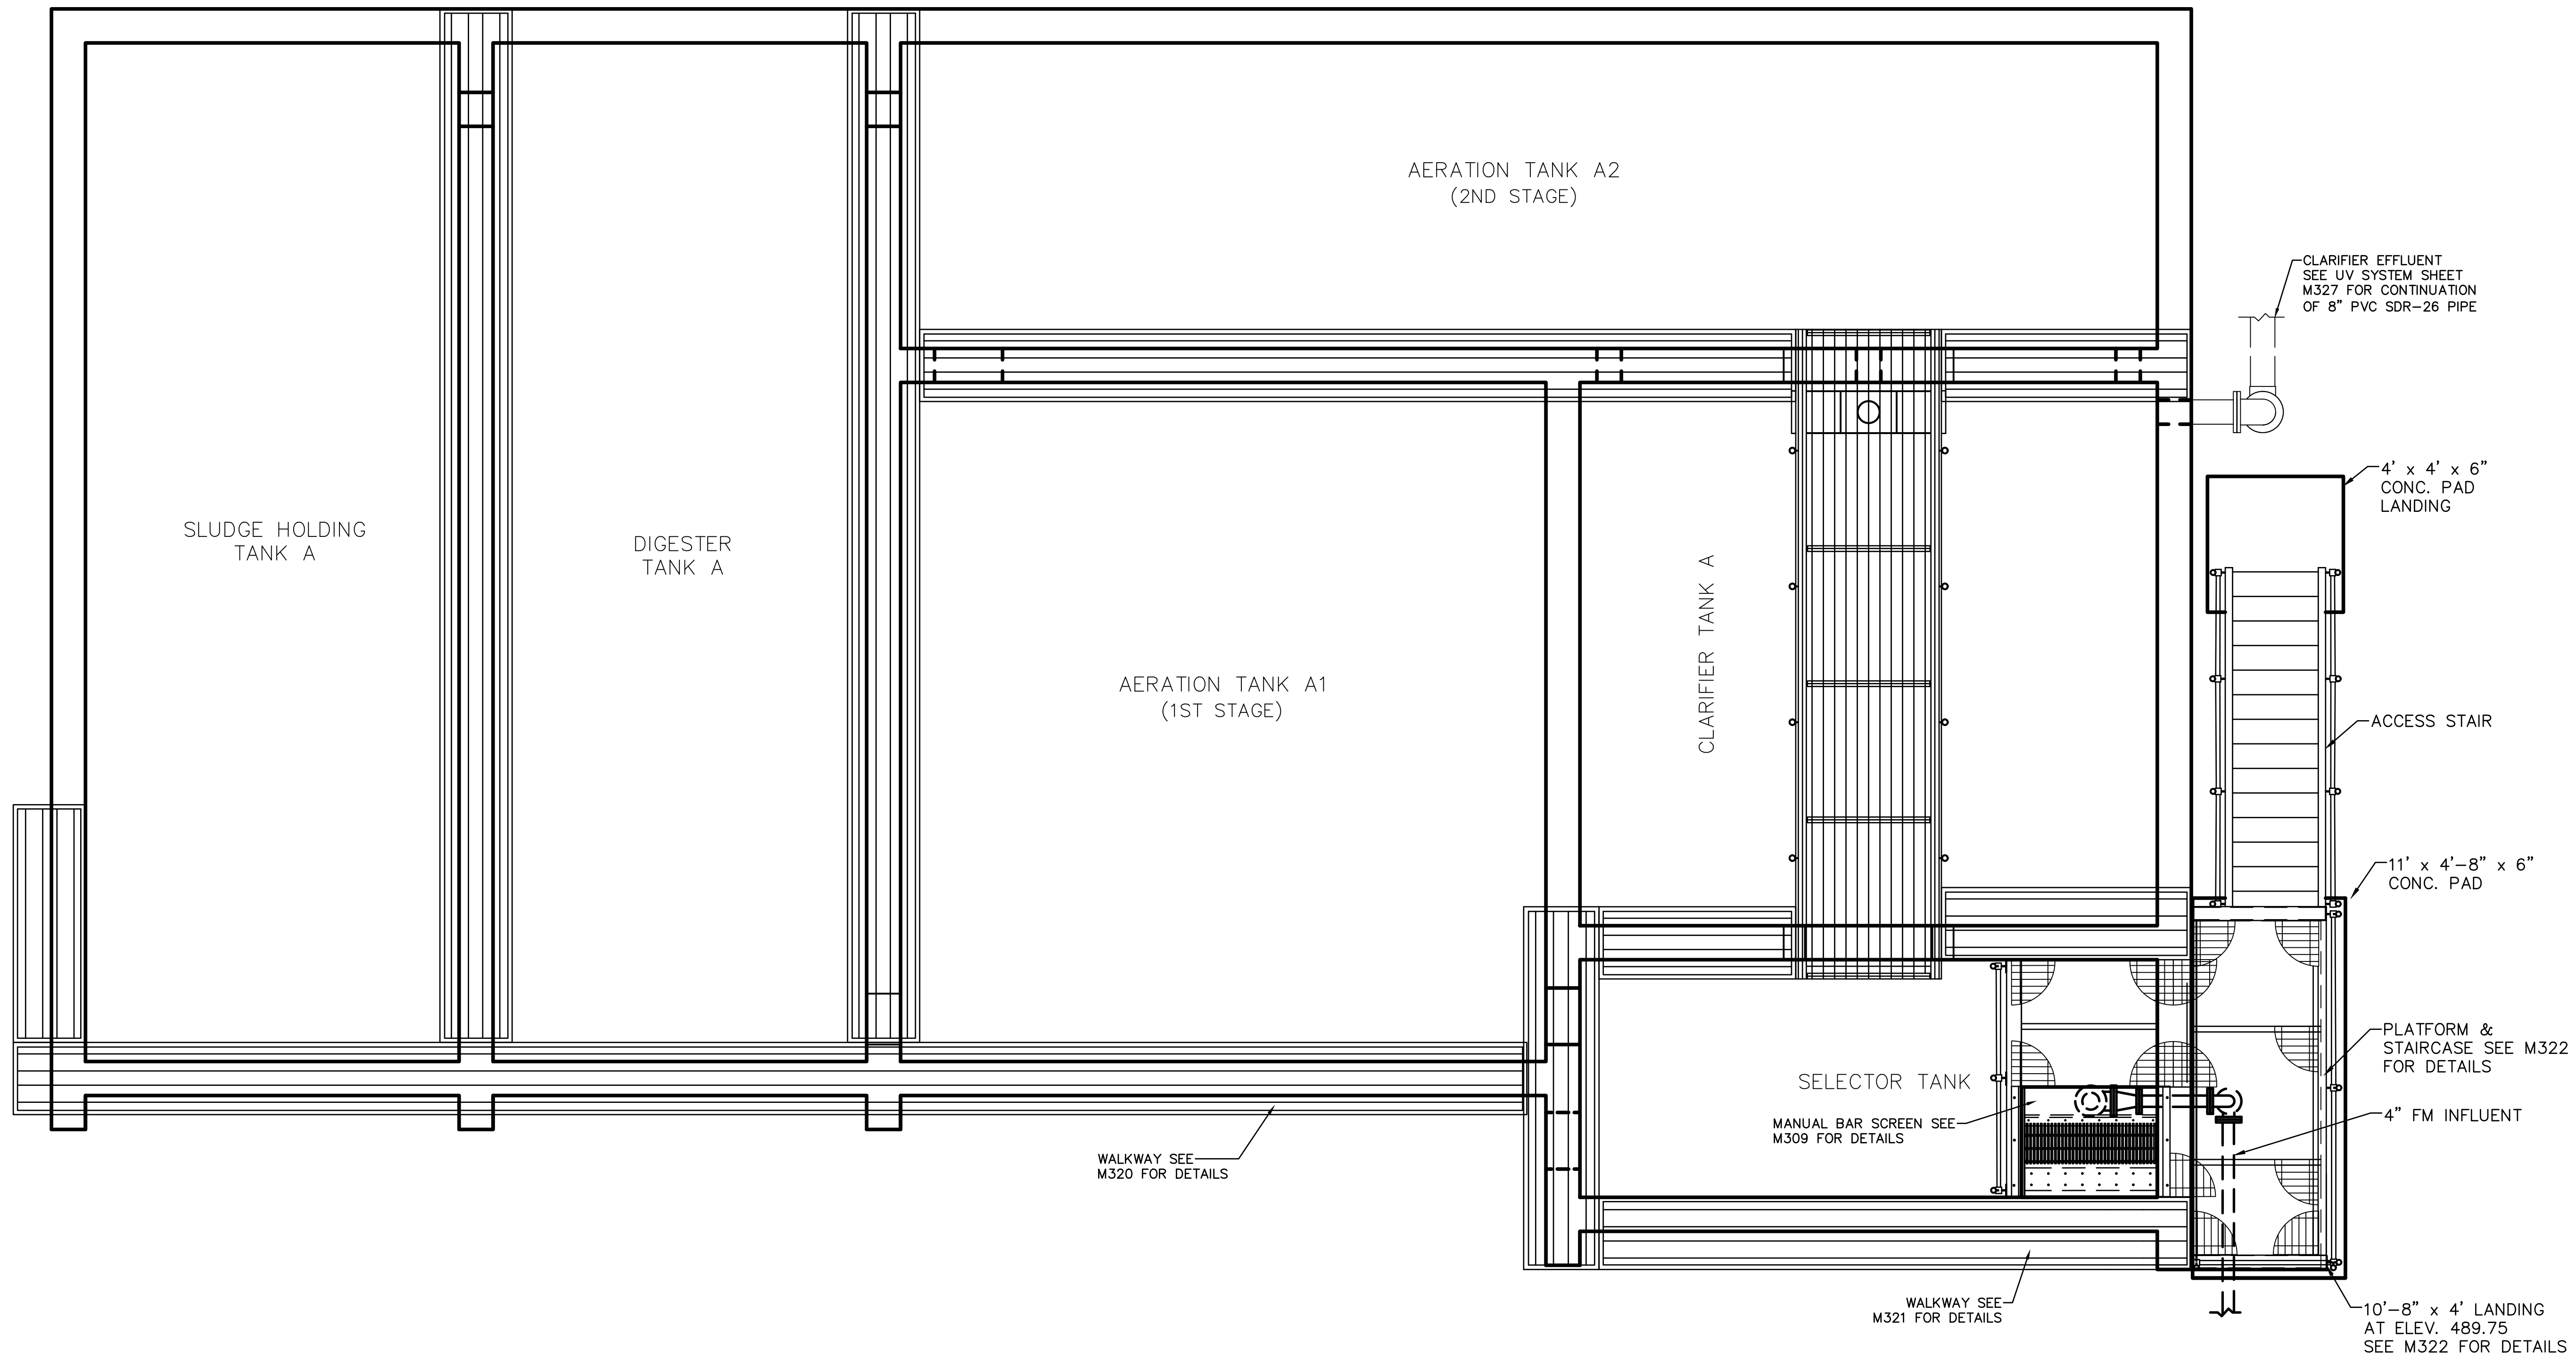 AERATION TANK A2
(2ND STAGE)
CLARIFIER EFFLUENT
SEE UV SYSTEM SHEET
M327 FOR CONTINUATION
OF 8" PVC SDR-26 PIPE
4' x 4' x 6"
CONC. PAD
LANDING
SLUDGE HOLDING
TANK A
DIGESTER
TANK A
AERATION TANK A1
(1ST STAGE)
CLARIFIER TANK A
ACCESS STAIR
11' x 4'-8" x 6"
CONC. PAD
PLATFORM &
STAIRCASE SEE M322
FOR DETAILS
SELECTOR TANK
MANUAL BAR SCREEN SEE
M309 FOR DETAILS
4" FM INFLUENT
WALKWAY SEE
M320 FOR DETAILS
WALKWAY SEE
M321 FOR DETAILS
10'-8" x 4' LANDING
AT ELEV. 489.75
SEE M322 FOR DETAILS